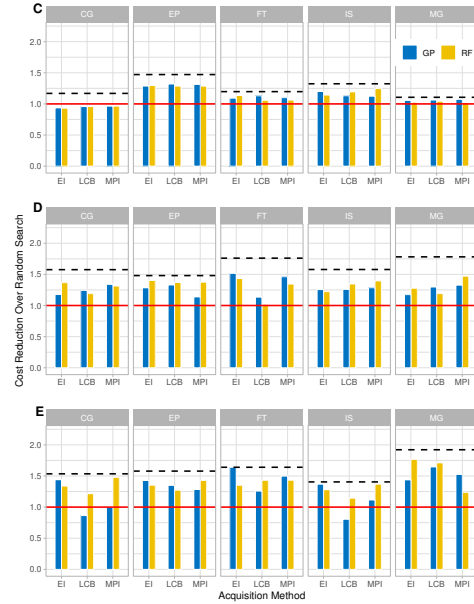 C
CG EP FT IS MG
GP RF
2.0
1.5
1.0
0.5
0.0
EI LCB MPI EI LCB MPI EI LCB MPI EI LCB MPI EI LCB MPI
D
CG EP FT IS MG
2.0
1.5
1.0
0.5
0.0
EI LCB MPI EI LCB MPI EI LCB MPI EI LCB MPI EI LCB MPI
Cost Reduction Over Random Search
E
CG EP FT IS MG
2.0
1.5
1.0
0.5
0.0
EI LCB MPI EI LCB MPI EI LCB MPI EI LCB MPI EI LCB MPI
Acquisition Method